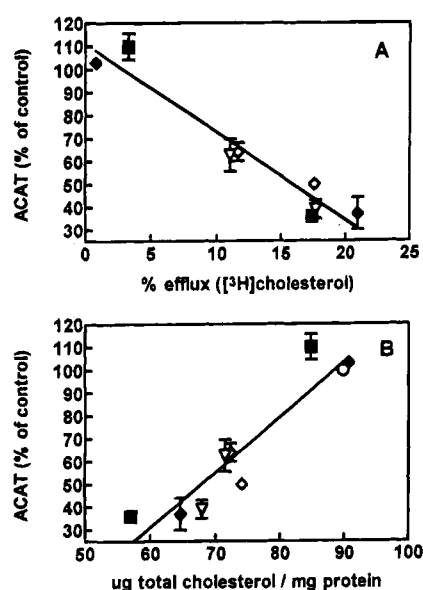 120
110
100
90
80
70
60
50
40
30
ACAT (% of control)
A
0 5 10 15 20 25
% efflux ([³H]cholesterol)
120
110
100
90
80
70
60
50
40
30
ACAT (% of control)
B
50 60 70 80 90 100
ug total cholesterol / mg protein